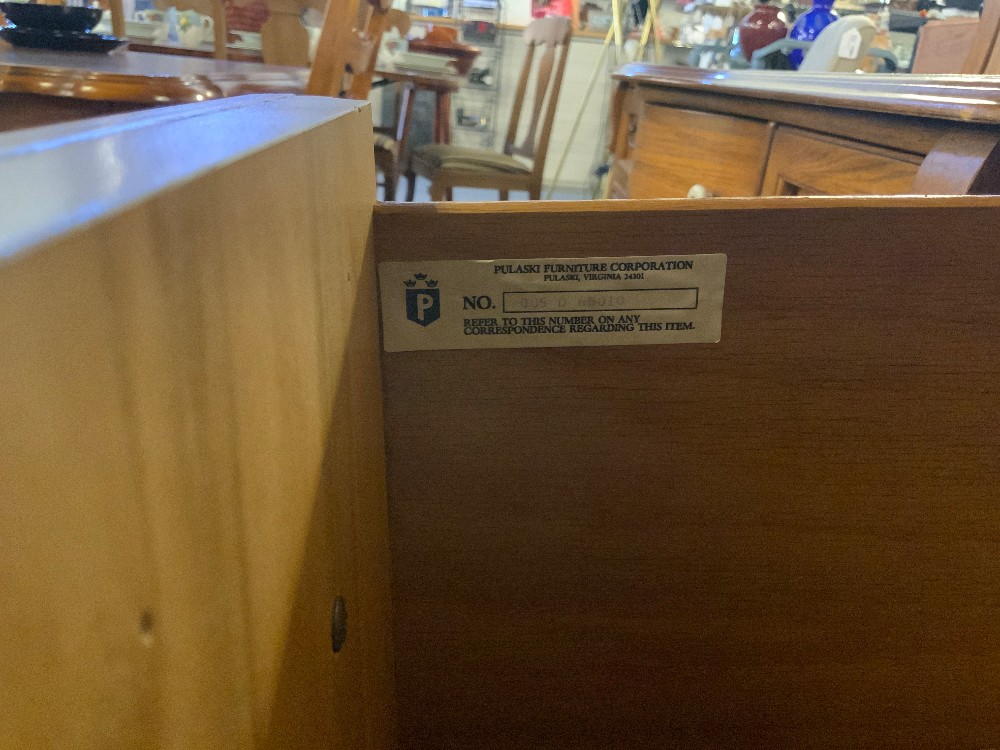 PULASKI FURNITURE CORPORATION
PULASKI, VIRGINIA 24301
P
NO.
REFER TO THIS NUMBER ON ANY
CORRESPONDENCE REGARDING THIS ITEM.